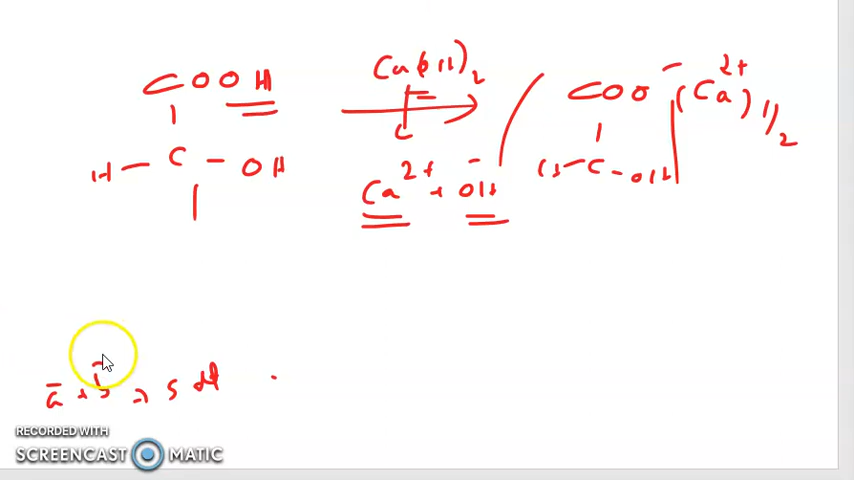 COOH
Ca(OH)2
COO⁻ (Ca²⁺)1/2
H - C - OH
Ca²⁺ + OH⁻
H - C - OH
RECORDED WITH
SCREENCAST MATIC